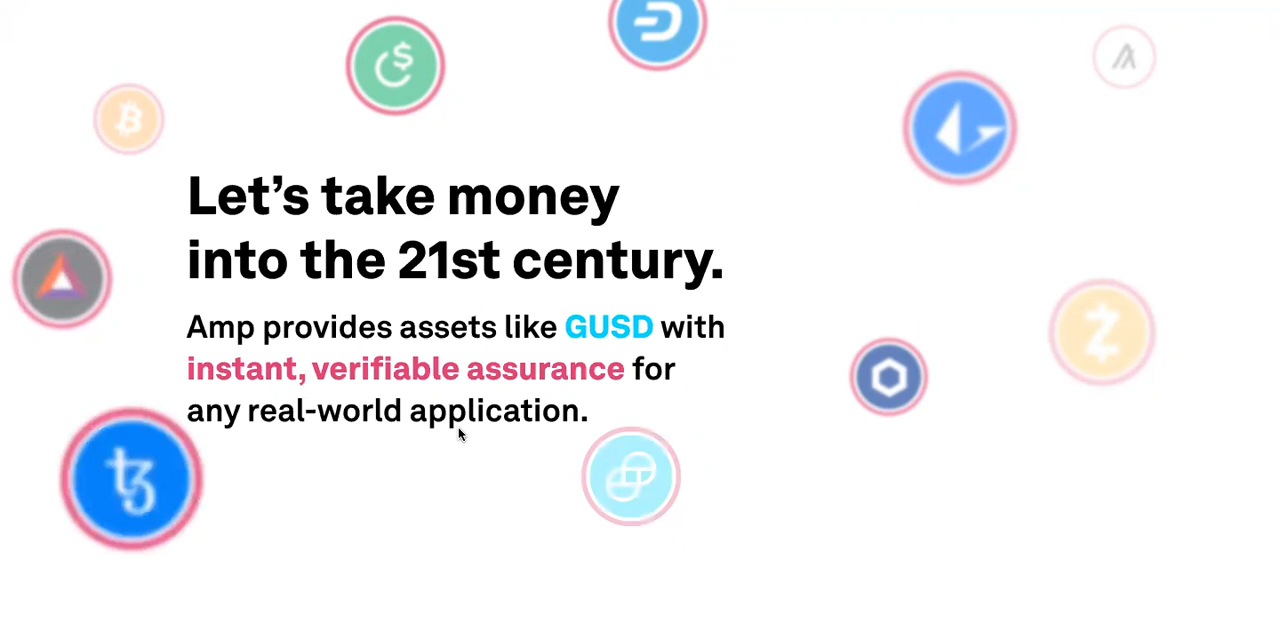 Let’s take money
into the 21st century.
Amp provides assets like GUSD with
instant, verifiable assurance for
any real-world application.